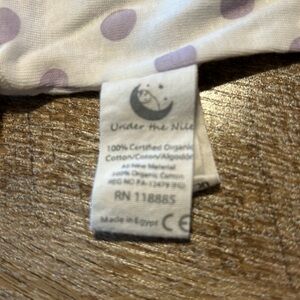 Under the Nile
100% Certified Organic
Cotton/Coton/Algodón
All New Material
100% Organic Cotton
REG NO PA-12479 (EG)
RN 118885
Made in Egypt CE